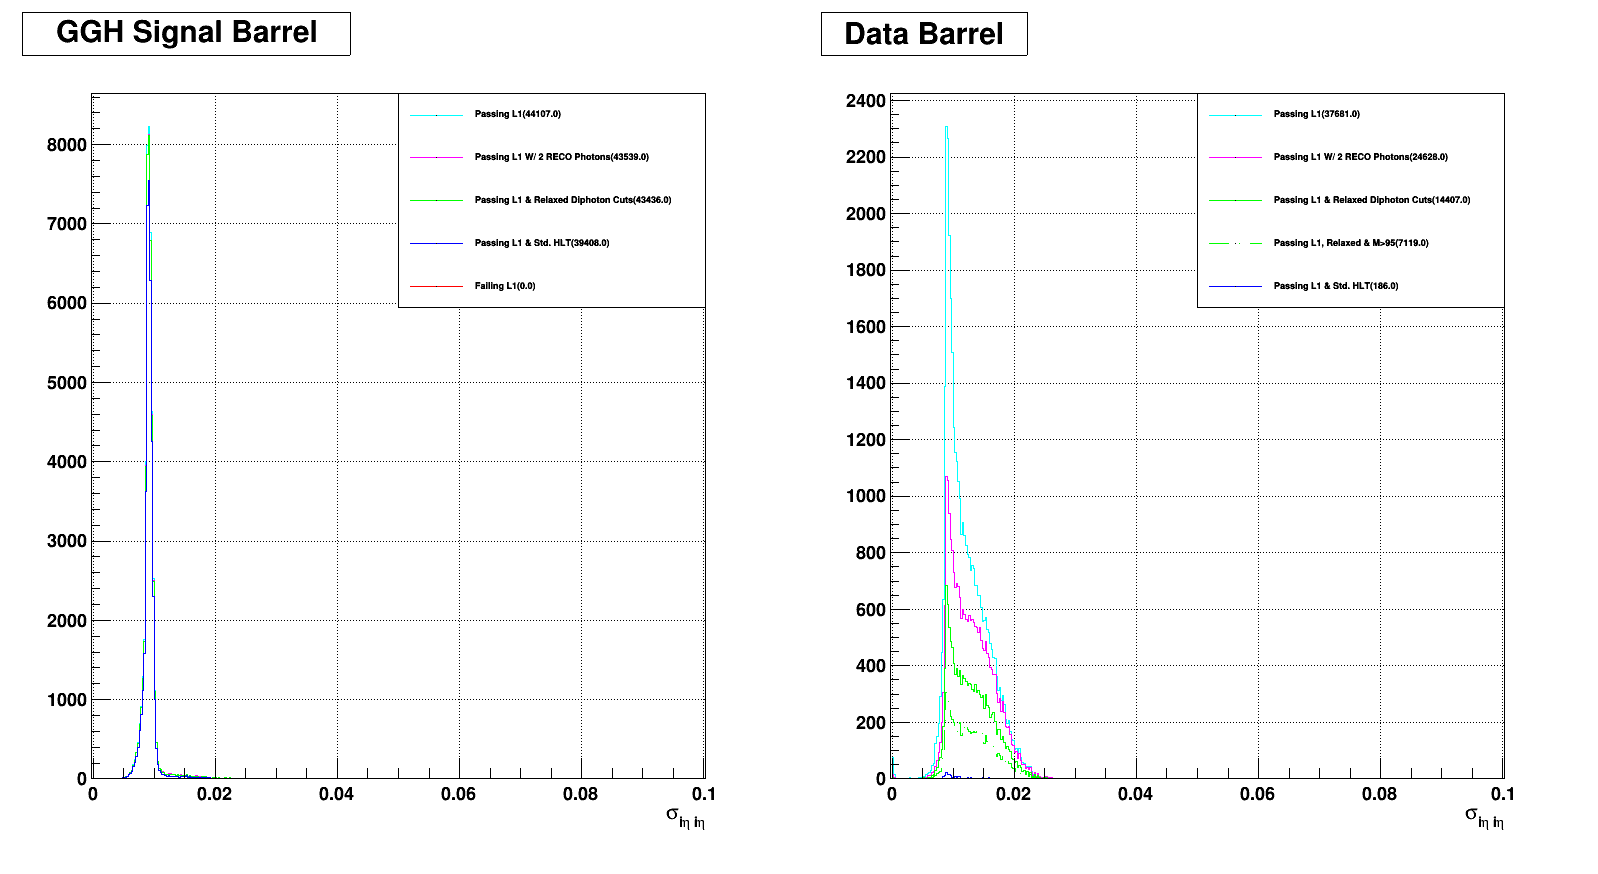 GGH Signal Barrel
Passing L1(44107.0)
Passing L1 W/ 2 RECO Photons(43539.0)
Passing L1 & Relaxed Diphoton Cuts(43436.0)
Passing L1 & Std. HLT(39408.0)
Failing L1(0.0)
8000
7000
6000
5000
4000
3000
2000
1000
0
0 0.02 0.04 0.06 0.08 0.1
σiη iη
Data Barrel
Passing L1(37681.0)
Passing L1 W/ 2 RECO Photons(24628.0)
Passing L1 & Relaxed Diphoton Cuts(14407.0)
Passing L1, Relaxed & M>95(7119.0)
Passing L1 & Std. HLT(186.0)
2400
2200
2000
1800
1600
1400
1200
1000
800
600
400
200
0
0 0.02 0.04 0.06 0.08 0.1
σiη iη